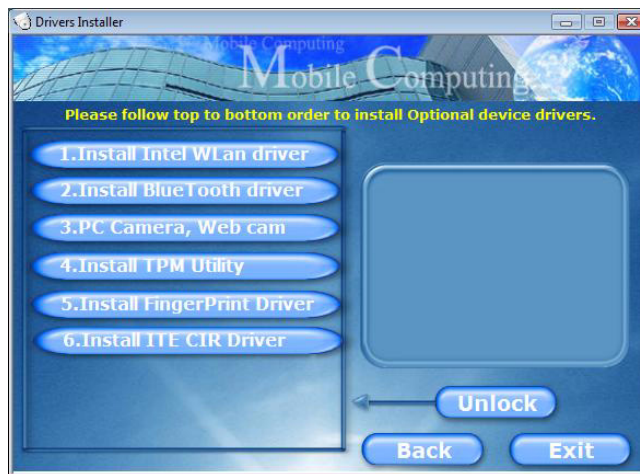 Drivers Installer
Mobile Computing
Mobile Computing
Please follow top to bottom order to install Optional device drivers.
1.Install Intel WLan driver
2.Install BlueTooth driver
3.PC Camera, Web cam
4.Install TPM Utility
5.Install FingerPrint Driver
6.Install ITE CIR Driver
Unlock
Back
Exit